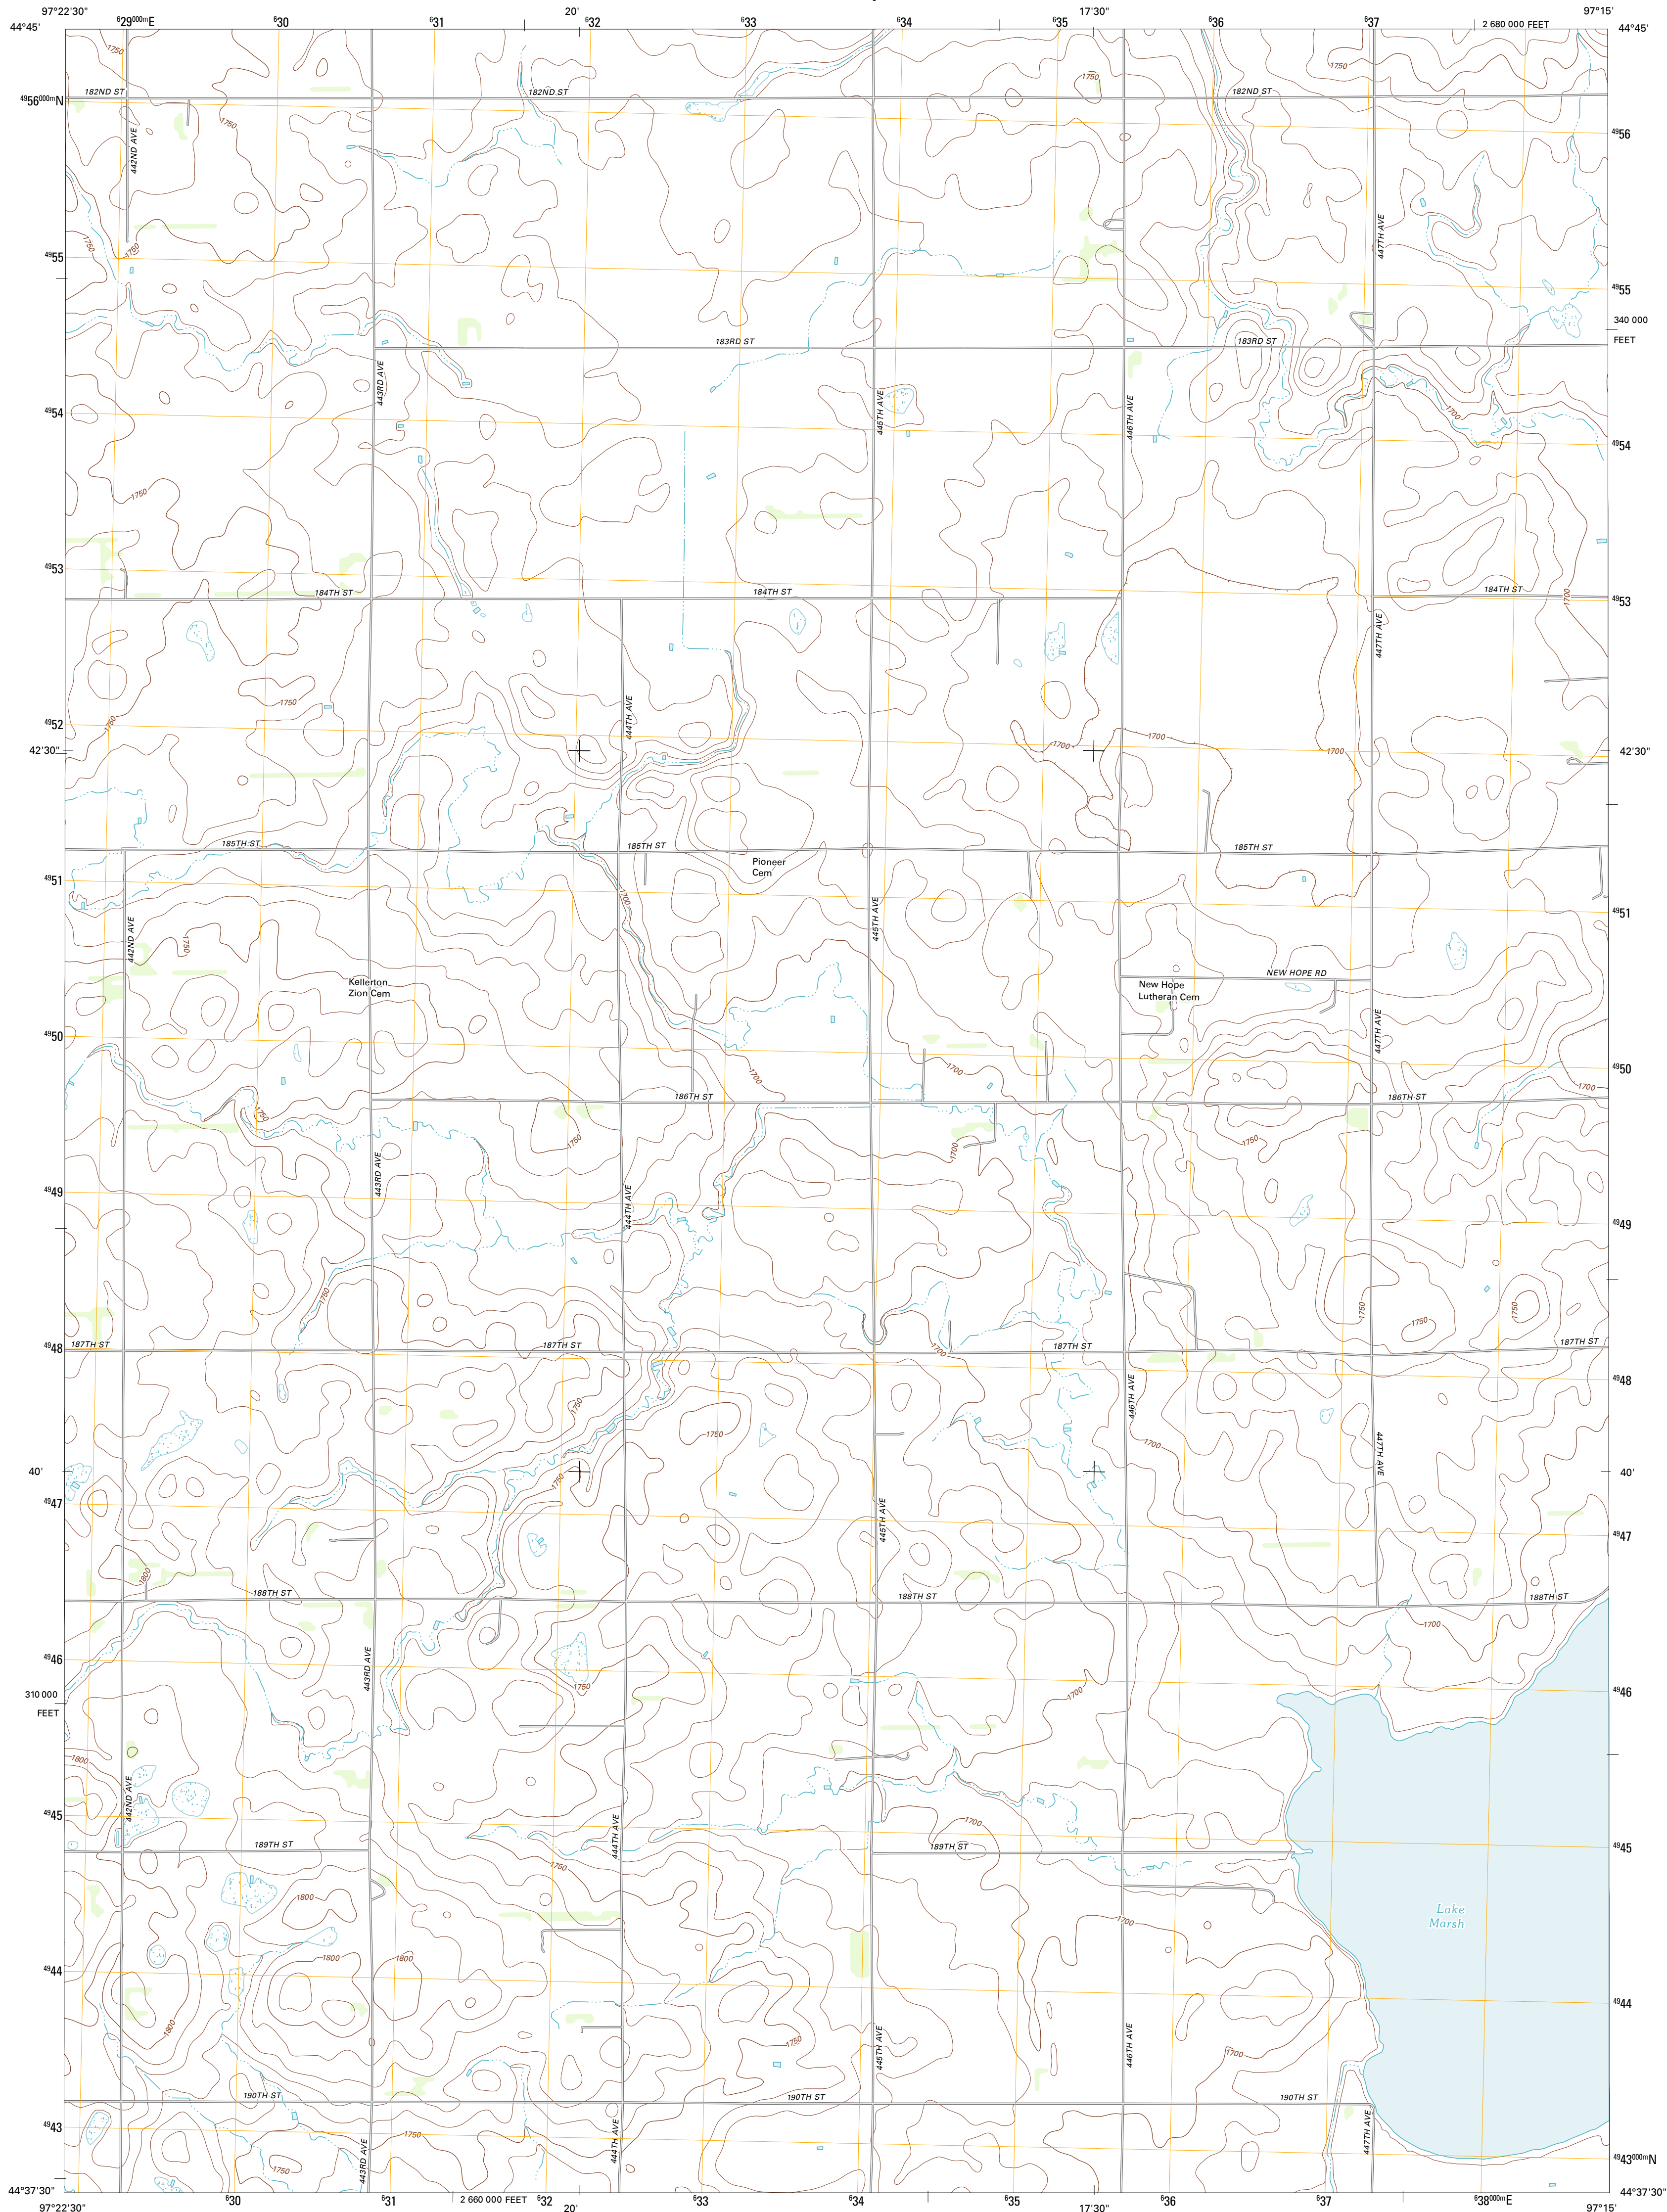 97°22'30" 20' 17'30" 97°15'
44°45' ⁶29⁰⁰⁰ᵐE ⁶30 ⁶31 ⁶32 ⁶33 ⁶34 ⁶35 ⁶36 ⁶37 2 680 000 FEET 44°45'
1750 1750 1750
182ND ST 182ND ST 182ND ST
⁴⁹56⁰⁰⁰ᵐN ⁴⁹56
1750
442ND AVE
447TH AVE
1750 1750
⁴⁹55 ⁴⁹55
340 000
FEET
183RD ST 183RD ST
443RD AVE 445TH AVE 446TH AVE
⁴⁹54 1700 ⁴⁹54
1750
⁴⁹53 ⁴⁹53
184TH ST 184TH ST 184TH ST
1700
447TH AVE
1750
444TH AVE
⁴⁹52 1750
42'30" 1700 1700 1700 42'30"
185TH ST 185TH ST 185TH ST
Pioneer
Cem
⁴⁹51 1700 ⁴⁹51
442ND AVE 445TH AVE
1750
NEW HOPE RD
Kellerton
Zion Cem
New Hope
Lutheran Cem
447TH AVE
⁴⁹50 ⁴⁹50
1700 1700 1700
186TH ST 186TH ST
1750 1750 1700 1750
443RD AVE
⁴⁹49 444TH AVE ⁴⁹49
1750 1750 1750
187TH ST 187TH ST 187TH ST 187TH ST
⁴⁹48 1700 ⁴⁹48
446TH AVE
1750 1750
1700 447TH AVE
40' 1750 40'
⁴⁹47 ⁴⁹47
445TH AVE
1800
188TH ST 188TH ST 188TH ST
1700
⁴⁹46 443RD AVE ⁴⁹46
1750 1700
310 000
FEET
1800
442ND AVE
⁴⁹45 444TH AVE 1700 ⁴⁹45
189TH ST 189TH ST
1750
1800
Lake
Marsh
1700
1800 1800
⁴⁹44 ⁴⁹44
1800 1750 445TH AVE 446TH AVE 1700
190TH ST 190TH ST 190TH ST
⁴⁹43 1750 443RD AVE 444TH AVE 447TH AVE ⁴⁹43⁰⁰⁰ᵐN
1750
44°37'30" ⁶30 ⁶31 2 660 000 FEET ⁶32 ⁶33 ⁶34 ⁶35 ⁶36 ⁶37 ⁶38⁰⁰⁰ᵐE 44°37'30"
97°22'30" 20' 17'30" 97°15'